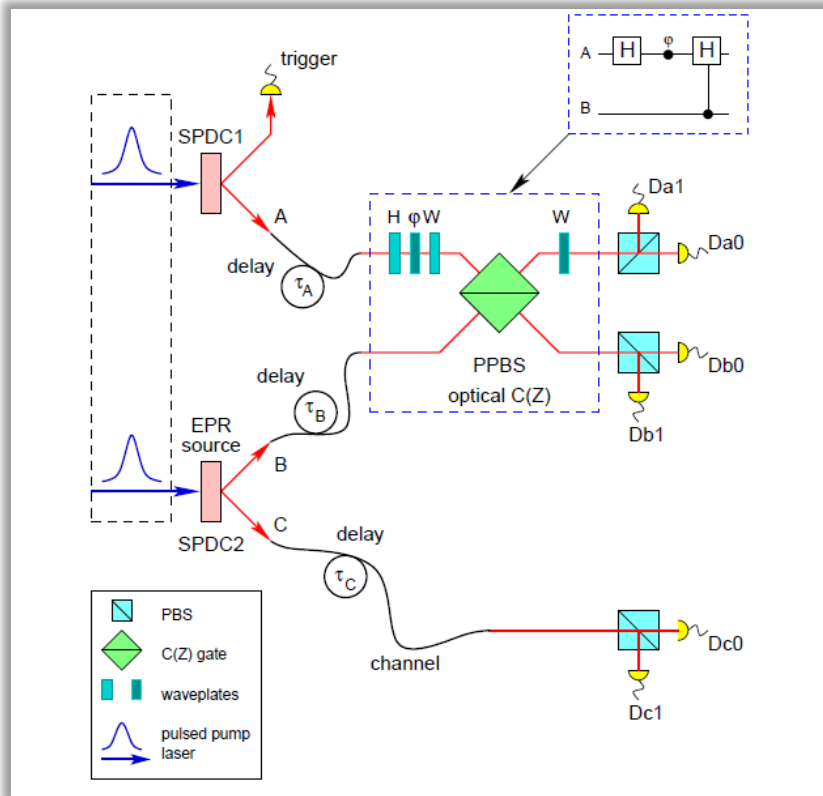 trigger
SPDC1
A
delay
τA
H φ W
W
A H φ H
B
Da1
Da0
PPBS
optical C(Z)
Db0
Db1
delay
τB
EPR
source
B
C
SPDC2
delay
τC
channel
Dc0
Dc1
PBS
C(Z) gate
waveplates
pulsed pump
laser